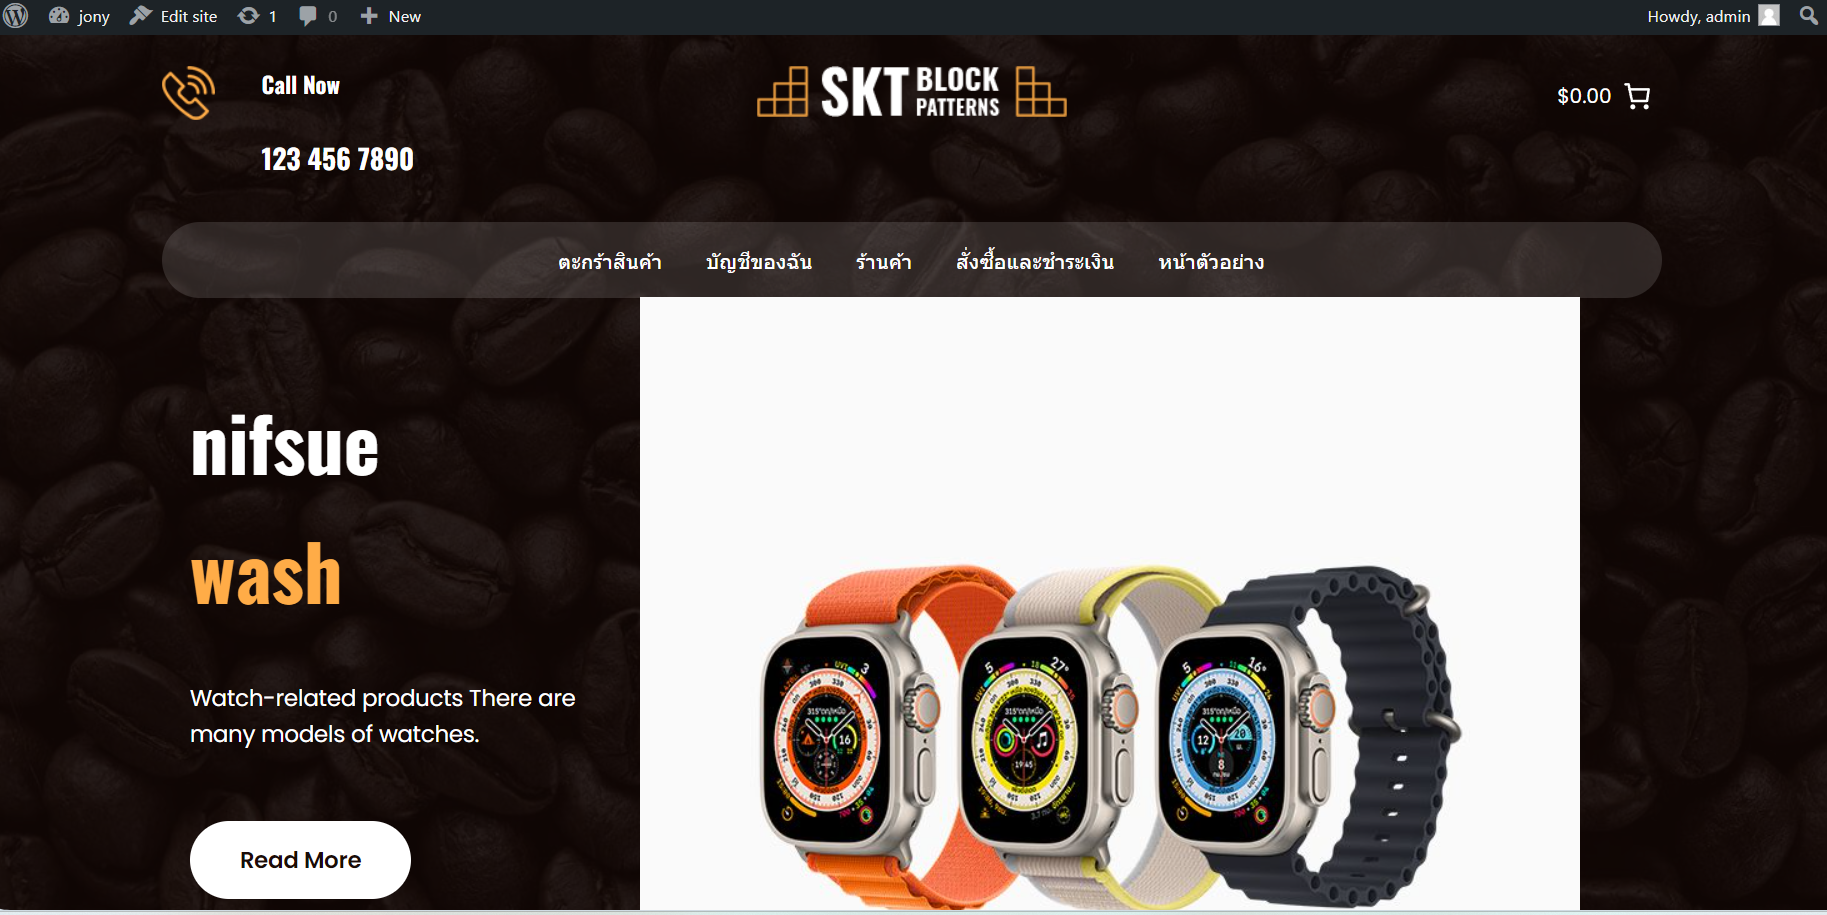 jony Edit site 1 0 New Howdy, admin
Call Now
123 456 7890
SKT BLOCK PATTERNS
$0.00
ตะกร้าสินค้า บัญชีของฉัน ร้านค้า สั่งซื้อและชำระเงิน หน้าตัวอย่าง
nifsue
wash
Watch-related products There are
many models of watches.
Read More